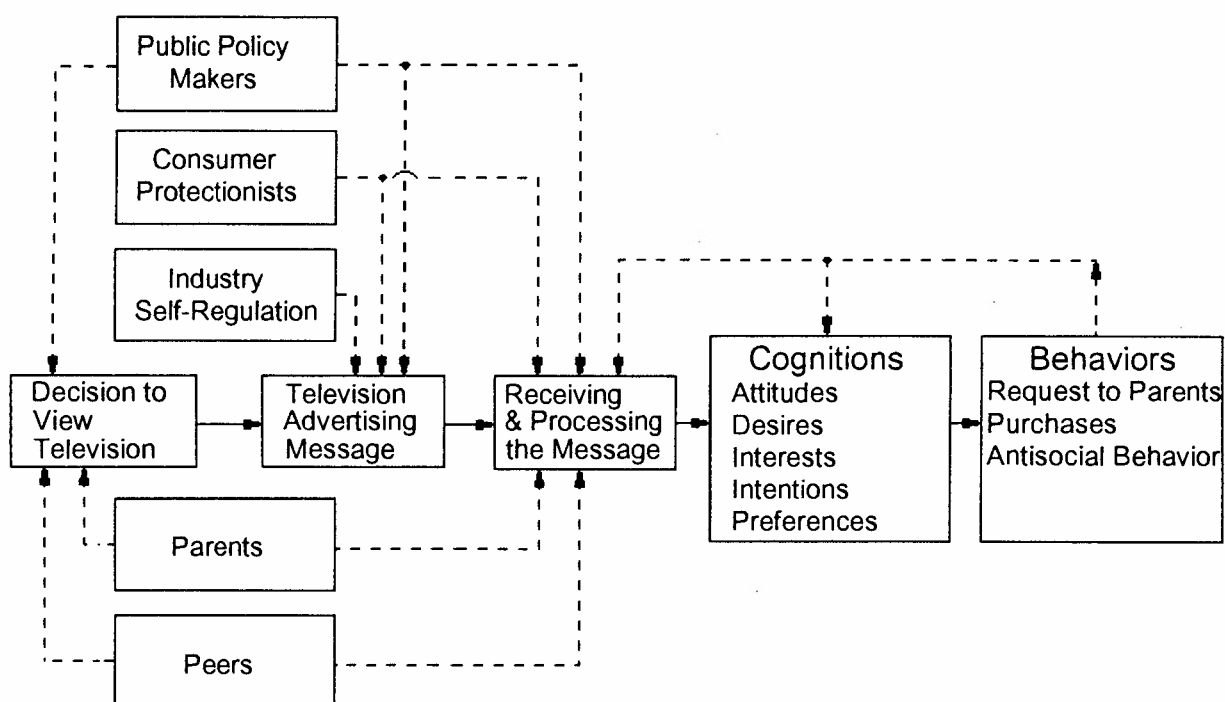 Public Policy
Makers
Consumer
Protectionists
Industry
Self-Regulation
Decision to
View
Television
Television
Advertising
Message
Receiving
& Processing
the Message
Cognitions
Attitudes
Desires
Interests
Intentions
Preferences
Behaviors
Request to Parents
Purchases
Antisocial Behavior
Parents
Peers